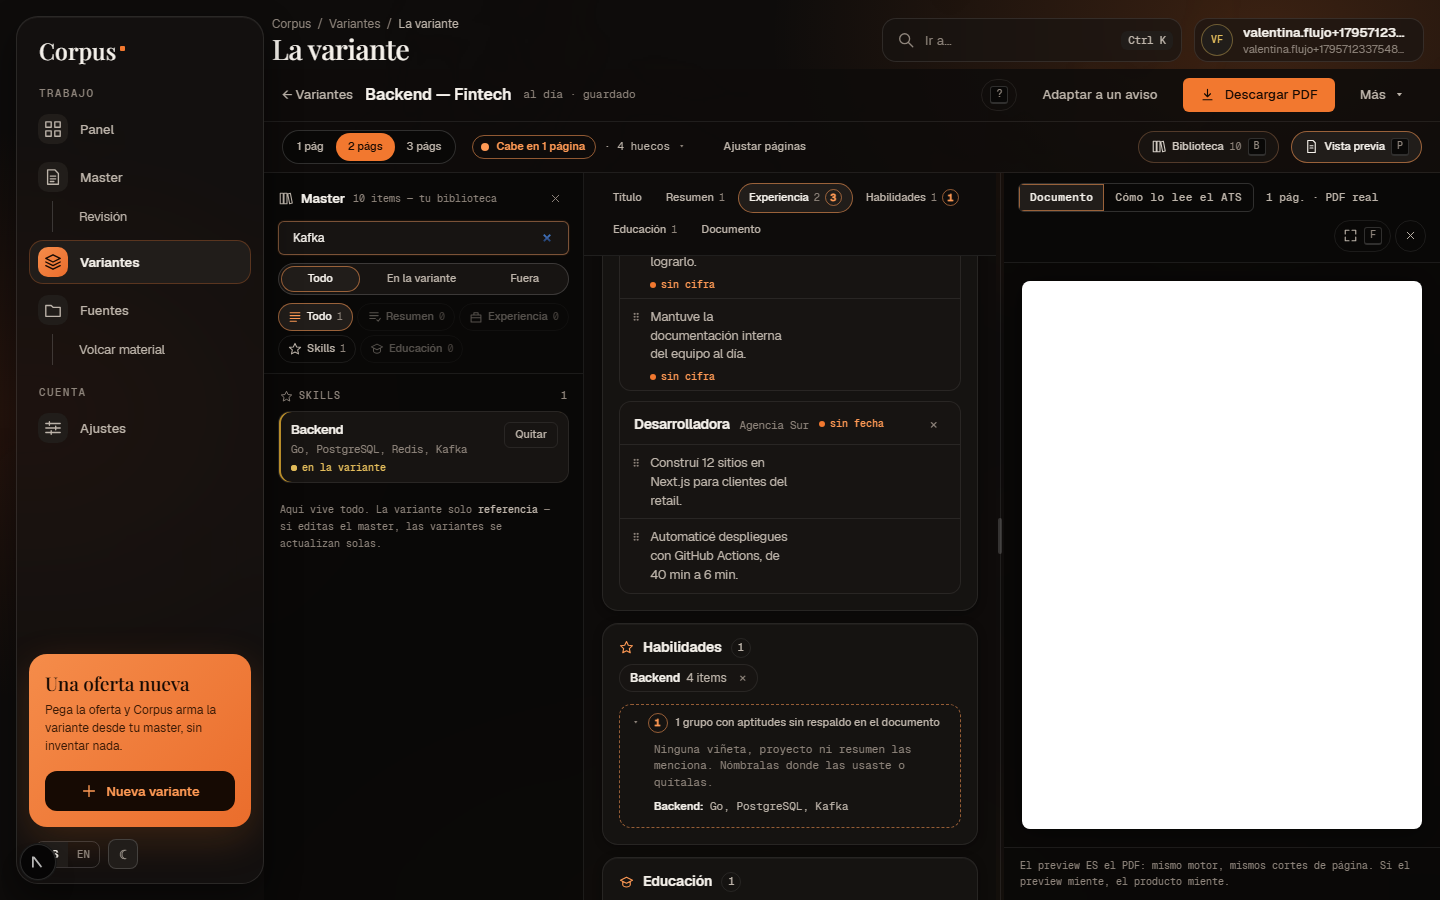 Corpus
TRABAJO
Panel
Master
Revisión
Variantes
Fuentes
Volcar material
CUENTA
Ajustes
Una oferta nueva
Pega la oferta y Corpus arma la
variante desde tu master, sin
inventar nada.
Nueva variante
EN
Corpus / Variantes / La variante
La variante
Ir a...
Ctrl K
VF
valentina.flujo+17957123...
valentina.flujo+1795712337548...
← Variantes
Backend — Fintech
al día · guardado
?
Adaptar a un aviso
Descargar PDF
Más
1 pág
2 págs
3 págs
Cabe en 1 página
· 4 huecos
Ajustar páginas
Biblioteca 10 B
Vista previa P
Master 10 items — tu biblioteca
Kafka
Todo
En la variante
Fuera
Todo 1
Resumen 0
Experiencia 0
Skills 1
Educación 0
SKILLS 1
Backend
Go, PostgreSQL, Redis, Kafka
en la variante
Quitar
Aquí vive todo. La variante solo referencia —
si editas el master, las variantes se
actualizan solas.
Título
Resumen 1
Experiencia 2 3
Habilidades 1 1
Educación 1
Documento
lograrlo.
sin cifra
Mantuve la
documentación interna
del equipo al día.
sin cifra
Desarrolladora Agencia Sur sin fecha
Construí 12 sitios en
Next.js para clientes del
retail.
Automaticé despliegues
con GitHub Actions, de
40 min a 6 min.
Habilidades 1
Backend 4 items ×
1 1 grupo con aptitudes sin respaldo en el documento
Ninguna viñeta, proyecto ni resumen las
menciona. Nómbralas donde las usaste o
quítalas.
Backend: Go, PostgreSQL, Kafka
Educación 1
Documento
Cómo lo lee el ATS
1 pág. · PDF real
F
El preview ES el PDF: mismo motor, mismos cortes de página. Si el
preview miente, el producto miente.